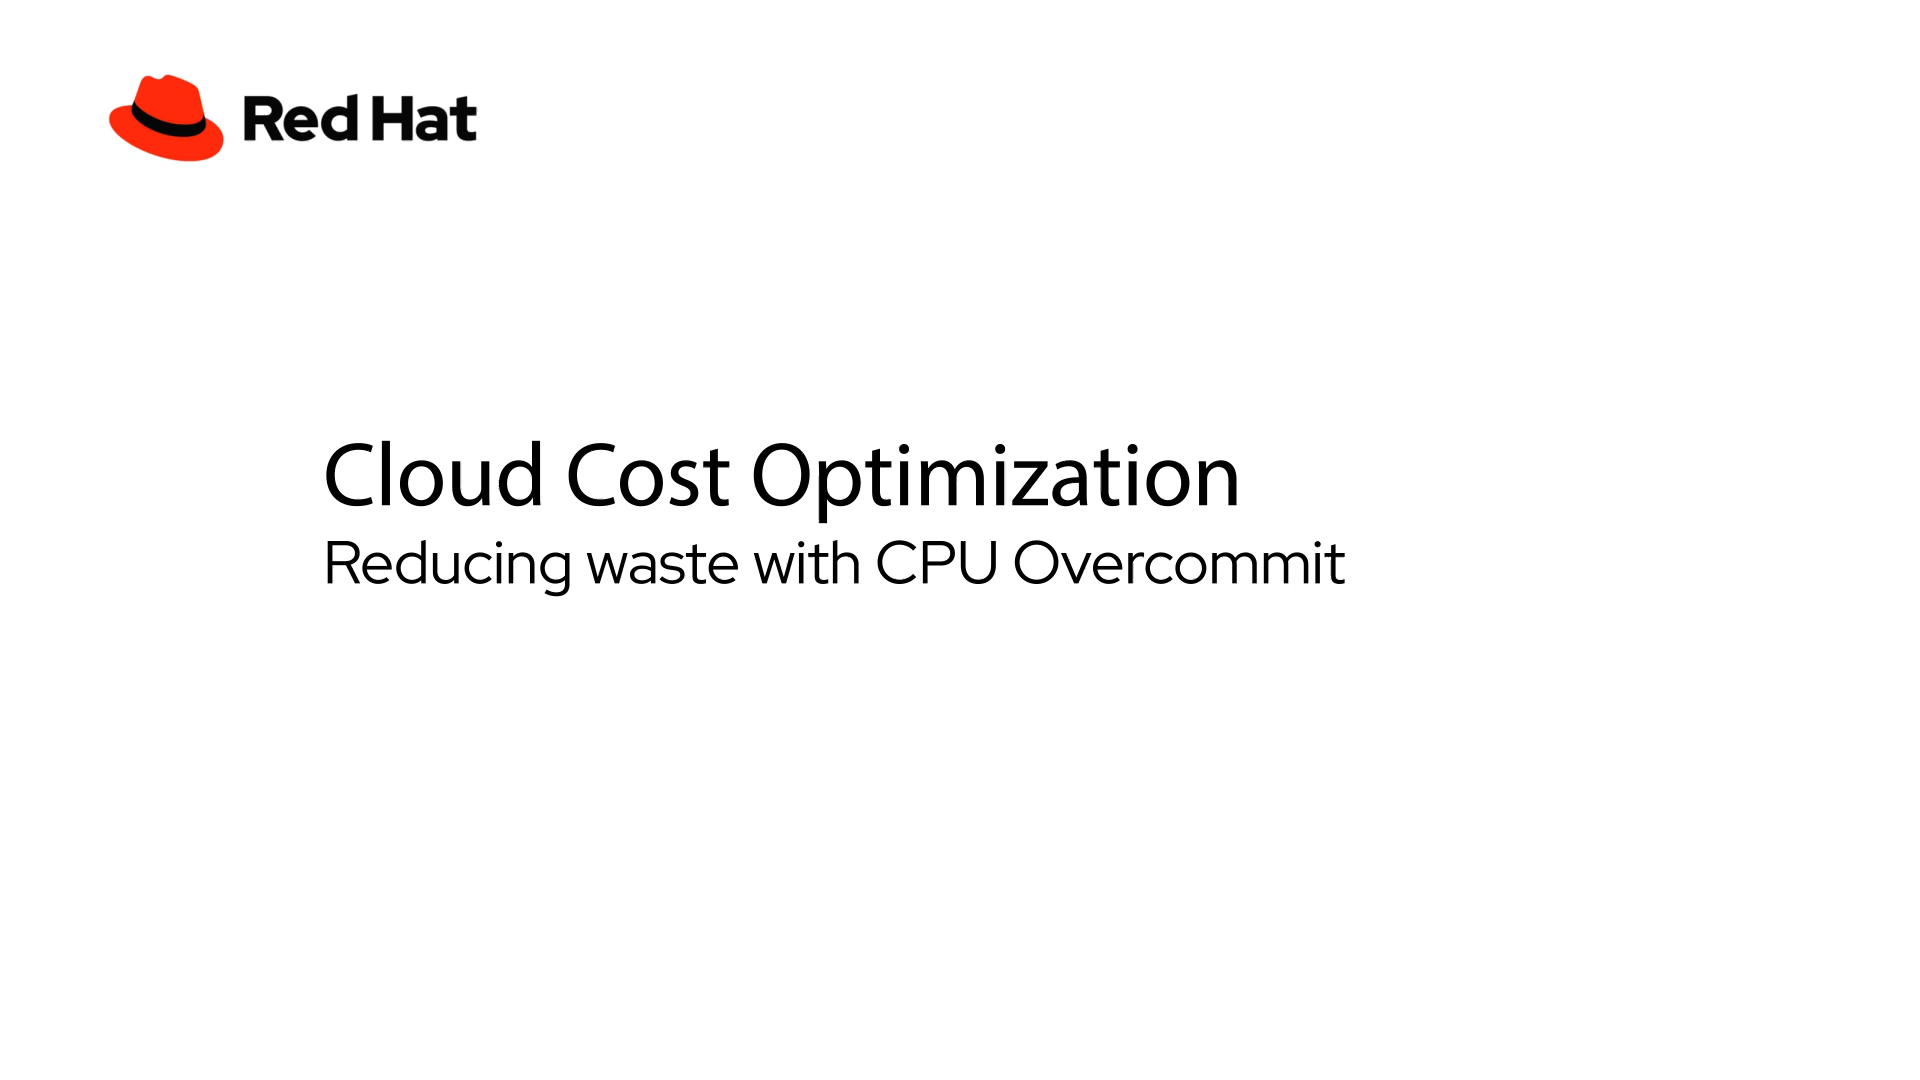 Red Hat
Cloud Cost Optimization
Reducing waste with CPU Overcommit